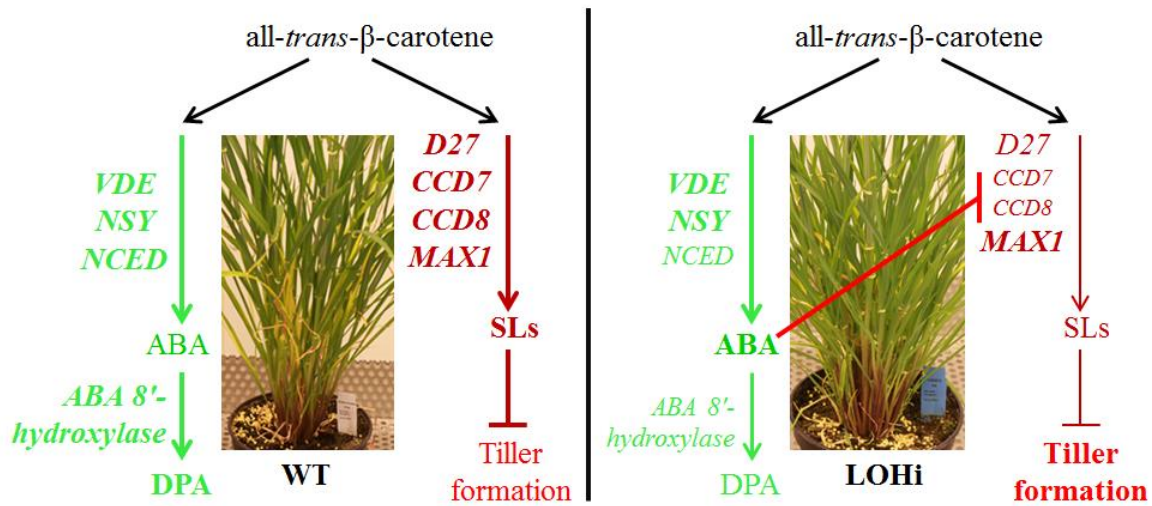 all-trans-β-carotene
VDE
NSY
NCED
ABA
ABA 8'-
hydroxylase
DPA
WT
D27
CCD7
CCD8
MAX1
SLs
Tiller
formation
all-trans-β-carotene
VDE
NSY
NCED
ABA
ABA 8'-
hydroxylase
DPA
LOHi
D27
CCD7
CCD8
MAX1
SLs
Tiller
formation